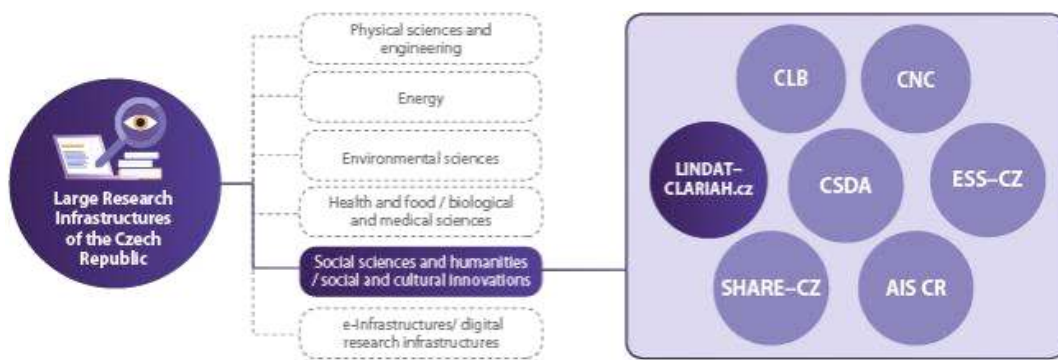 Large Research
Infrastructures
of the Czech
Republic
Physical sciences and
engineering
Energy
Environmental sciences
Health and food / biological
and medical sciences
Social sciences and humanities
/ social and cultural innovations
e-Infrastructures/ digital
research infrastructures
CLB
CNC
LINDAT–
CLARIAH.cz
CSDA
ESS–CZ
SHARE–CZ
AIS CR